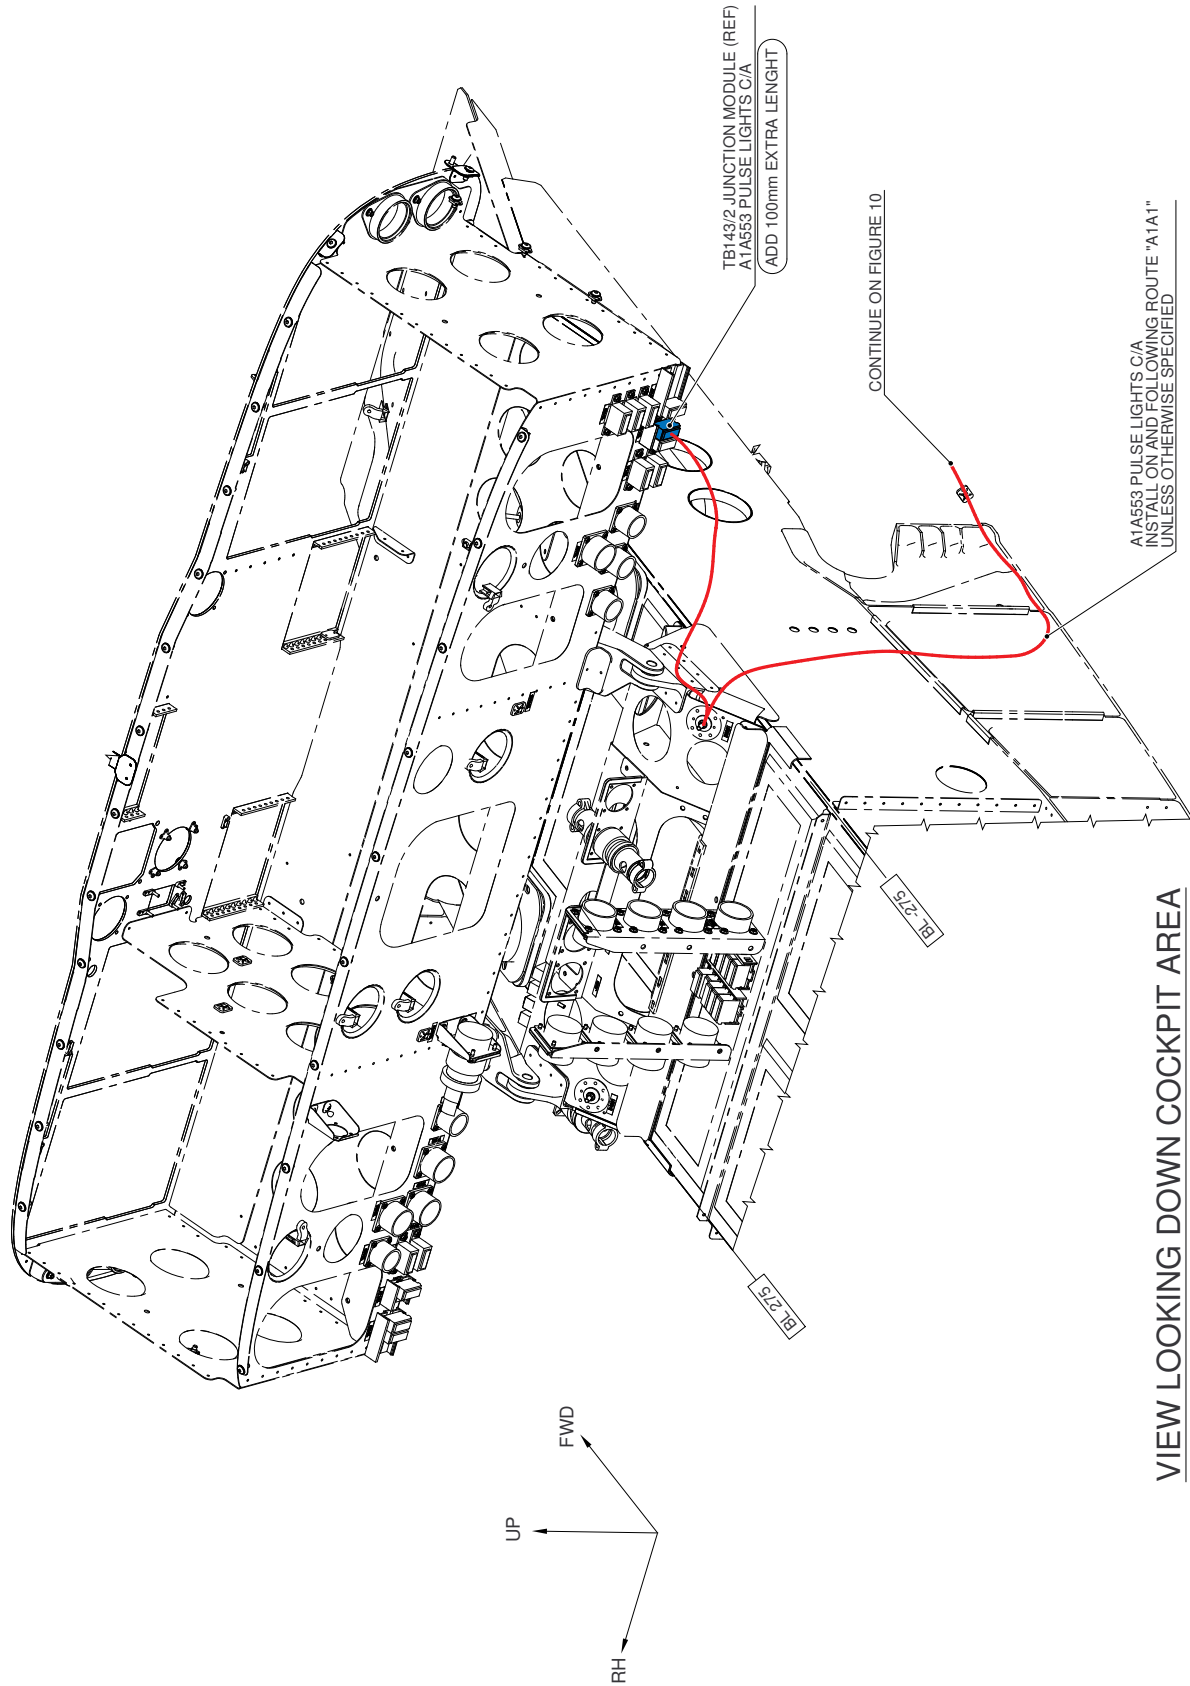 TB143/2 JUNCTION MODULE (REF)
A1A553 PULSE LIGHTS C/A
ADD 100mm EXTRA LENGHT
CONTINUE ON FIGURE 10
A1A553 PULSE LIGHTS C/A
INSTALL ON AND FOLLOWING ROUTE "A1A1"
UNLESS OTHERWISE SPECIFIED
BL -275
BL 275
FWD
UP
RH
VIEW LOOKING DOWN COCKPIT AREA